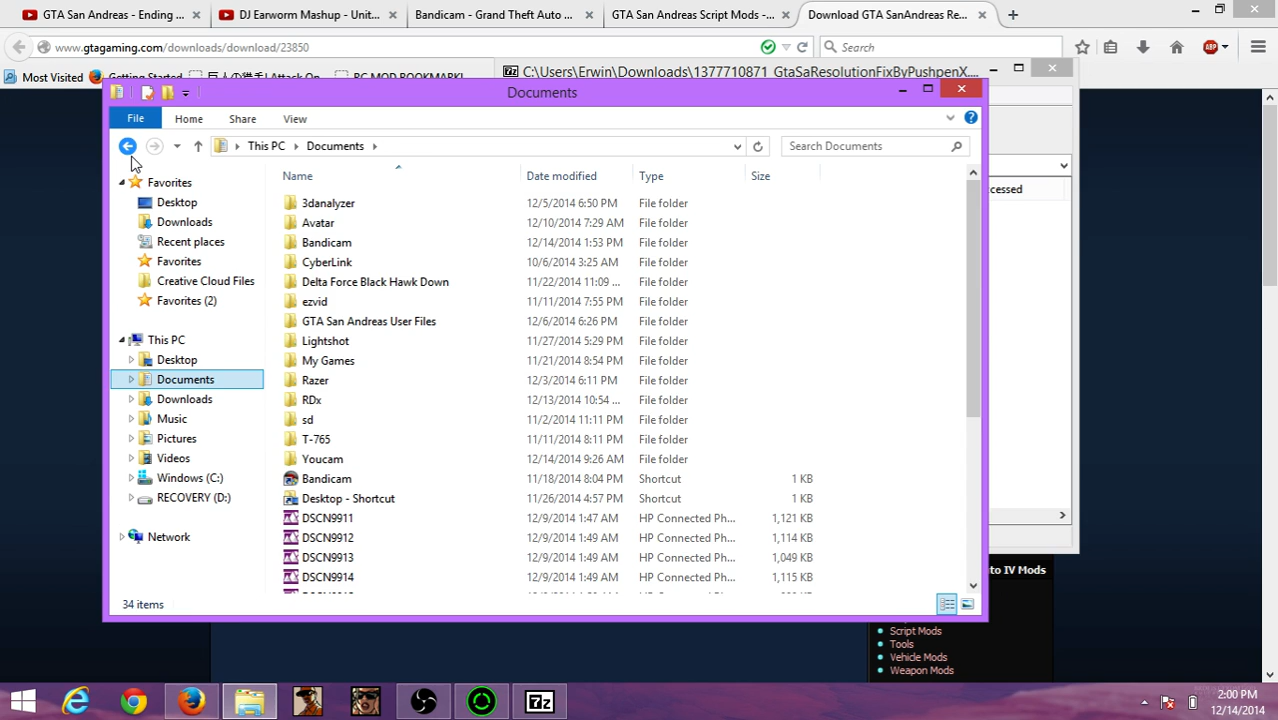 GTA San Andreas - Ending ...
DJ Earworm Mashup - Unit...
Bandicam - Grand Theft Auto ...
GTA San Andreas Script Mods -...
Download GTA SanAndreas Re...
www.gtagaming.com/downloads/download/23850
Search
ABP
Most Visited
Getting Started
C:\Users\Erwin\Downloads\1377710871_GtaSaResolutionFixByPushpenX....
Documents
File
Home
Share
View
This PC
Documents
Search Documents
Favorites
Desktop
Downloads
Recent places
Favorites
Creative Cloud Files
Favorites (2)
This PC
Desktop
Documents
Downloads
Music
Pictures
Videos
Windows (C:)
RECOVERY (D:)
Network
Name Date modified Type Size
3danalyzer 12/5/2014 6:50 PM File folder
Avatar 12/10/2014 7:29 AM File folder
Bandicam 12/14/2014 1:53 PM File folder
CyberLink 10/6/2014 3:25 AM File folder
Delta Force Black Hawk Down 11/22/2014 11:09 ... File folder
ezvid 11/11/2014 7:55 PM File folder
GTA San Andreas User Files 12/6/2014 6:26 PM File folder
Lightshot 11/27/2014 5:29 PM File folder
My Games 11/21/2014 8:54 PM File folder
Razer 12/3/2014 6:11 PM File folder
RDx 12/13/2014 10:54 ... File folder
sd 11/2/2014 11:11 PM File folder
T-765 11/11/2014 8:11 PM File folder
Youcam 12/14/2014 9:26 AM File folder
Bandicam 11/18/2014 8:04 PM Shortcut 1 KB
Desktop - Shortcut 11/26/2014 4:57 PM Shortcut 1 KB
DSCN9911 12/9/2014 1:47 AM HP Connected Ph... 1,121 KB
DSCN9912 12/9/2014 1:49 AM HP Connected Ph... 1,114 KB
DSCN9913 12/9/2014 1:49 AM HP Connected Ph... 1,049 KB
DSCN9914 12/9/2014 1:49 AM HP Connected Ph... 1,115 KB
34 items
cessed
to IV Mods
Script Mods
Tools
Vehicle Mods
Weapon Mods
7z
2:00 PM
12/14/2014